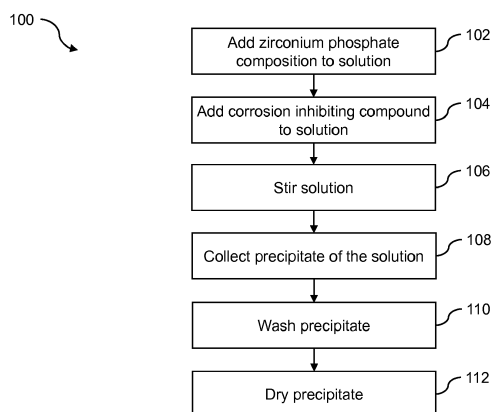 100
Add zirconium phosphate
composition to solution
102
Add corrosion inhibiting compound
to solution
104
Stir solution
106
Collect precipitate of the solution
108
Wash precipitate
110
Dry precipitate
112